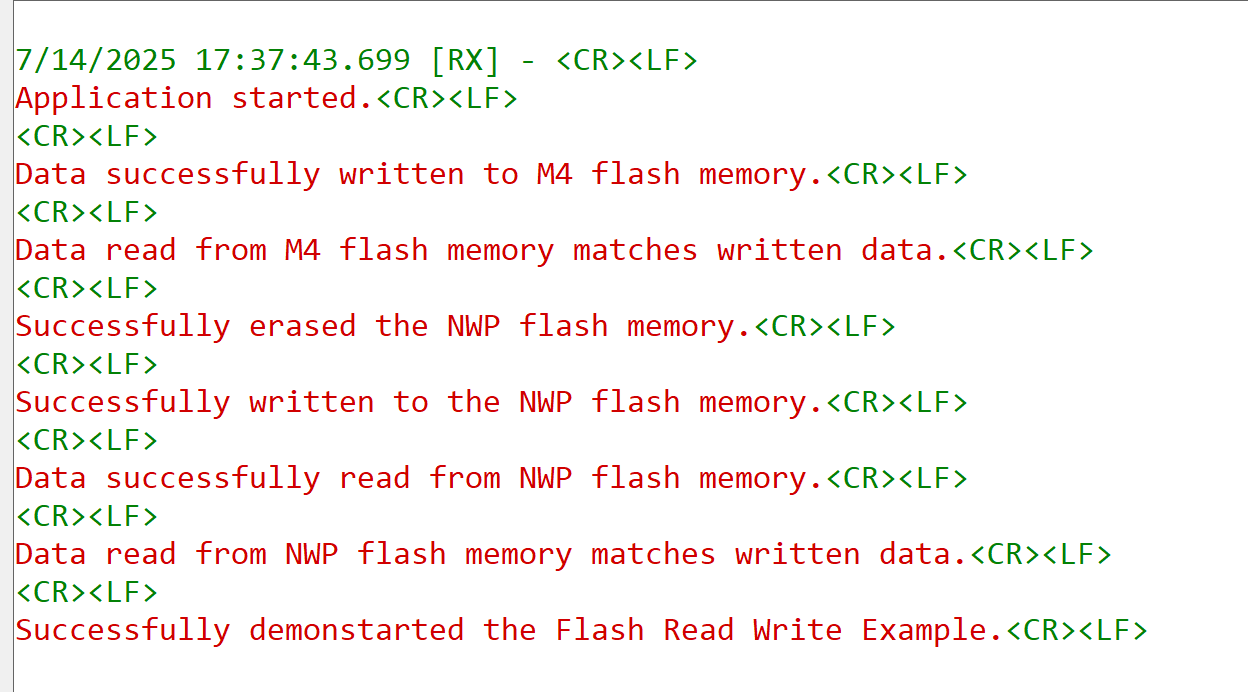 7/14/2025 17:37:43.699 [RX] - <CR><LF>
Application started.<CR><LF>
<CR><LF>
Data successfully written to M4 flash memory.<CR><LF>
<CR><LF>
Data read from M4 flash memory matches written data.<CR><LF>
<CR><LF>
Successfully erased the NWP flash memory.<CR><LF>
<CR><LF>
Successfully written to the NWP flash memory.<CR><LF>
<CR><LF>
Data successfully read from NWP flash memory.<CR><LF>
<CR><LF>
Data read from NWP flash memory matches written data.<CR><LF>
<CR><LF>
Successfully demonstarted the Flash Read Write Example.<CR><LF>